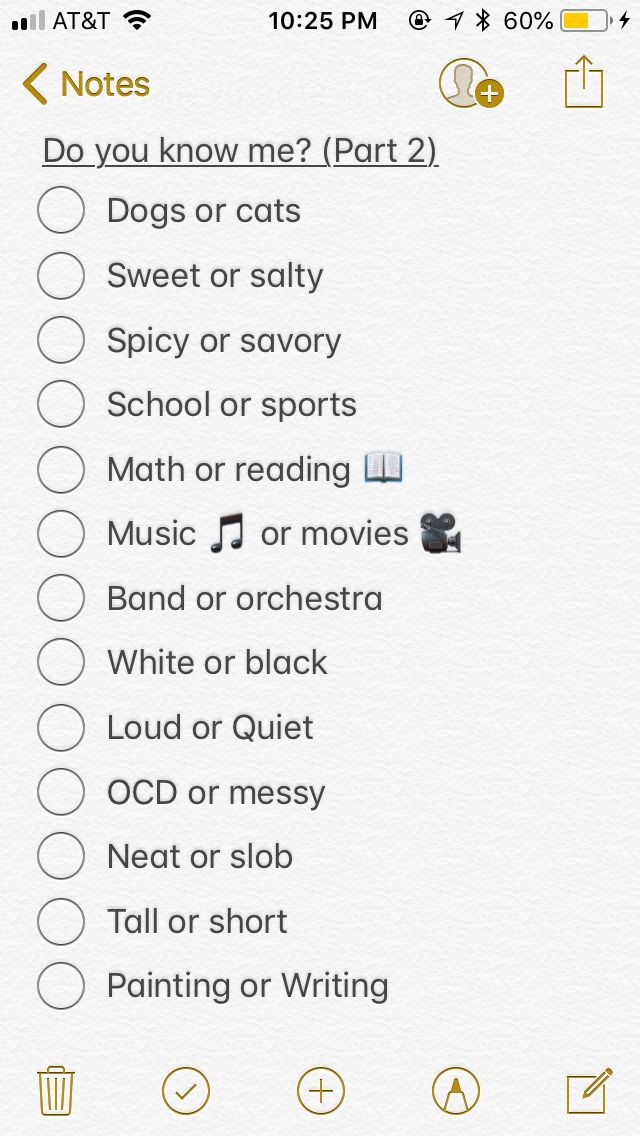 AT&T 10:25 PM 60%
Notes
Do you know me? (Part 2)
Dogs or cats
Sweet or salty
Spicy or savory
School or sports
Math or reading 📖
Music 🎵 or movies 🎥
Band or orchestra
White or black
Loud or Quiet
OCD or messy
Neat or slob
Tall or short
Painting or Writing